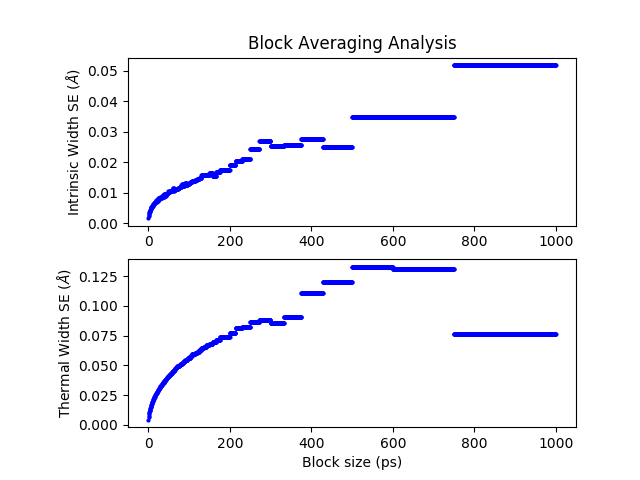 Block Averaging Analysis
Intrinsic Width SE (Å)
0.05
0.04
0.03
0.02
0.01
0.00
0 200 400 600 800 1000
Thermal Width SE (Å)
0.125
0.100
0.075
0.050
0.025
0.000
0 200 400 600 800 1000
Block size (ps)